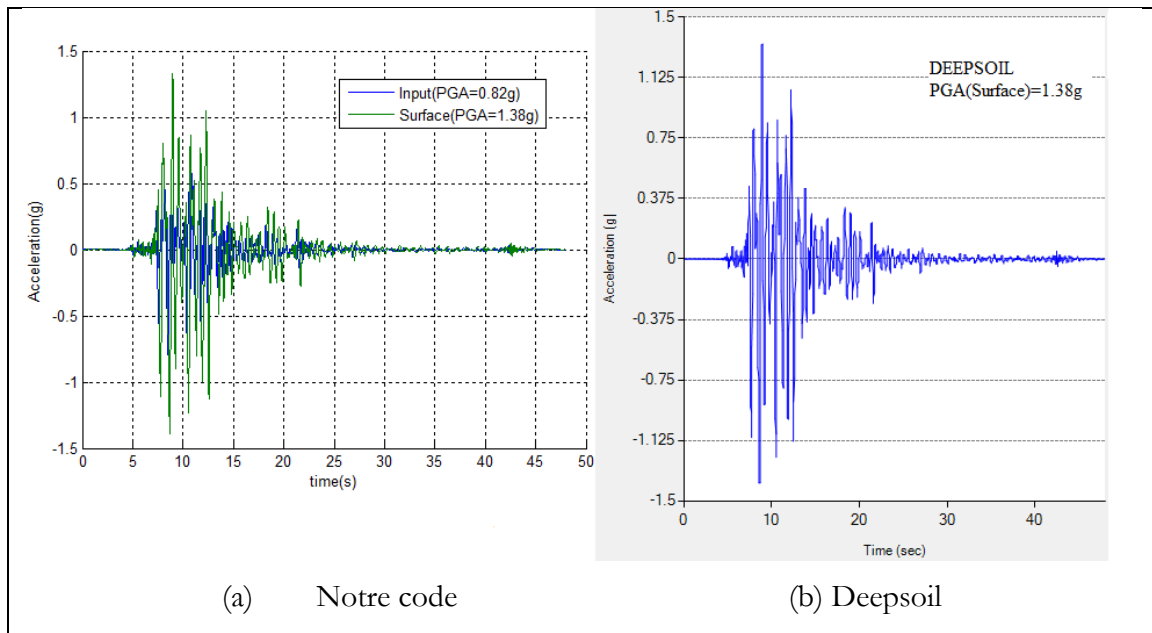 1.5
1
0.5
0
-0.5
-1
-1.5
Acceleration(g)
Input(PGA=0.82g)
Surface(PGA=1.38g)
0 5 10 15 20 25 30 35 40 45 50
time(s)
1.5
1.125
0.75
0.375
0
-0.375
-0.75
-1.125
-1.5
Acceleration [g]
DEEPSOIL
PGA(Surface)=1.38g
0 10 20 30 40
Time (sec)
(a) Notre code
(b) Deepsoil